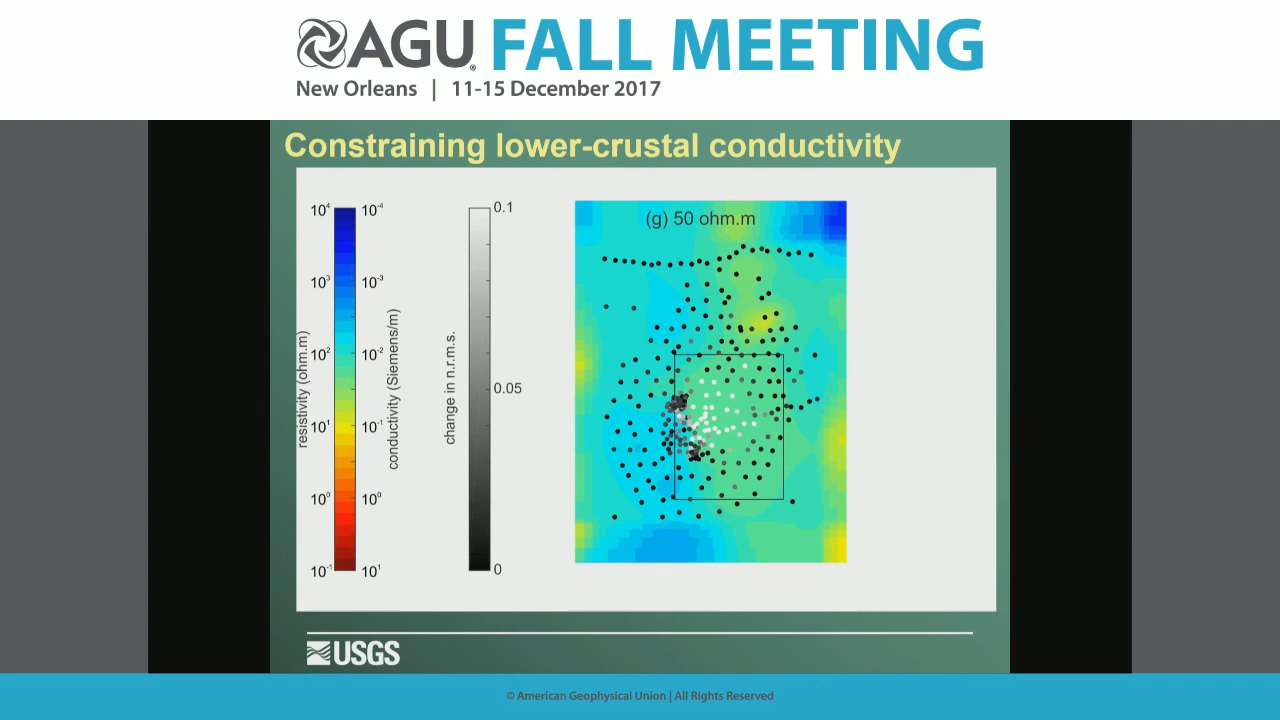 AGU FALL MEETING
New Orleans | 11-15 December 2017
Constraining lower-crustal conductivity
10⁴ 10⁻⁴
10³ 10⁻³
10² 10⁻²
10¹ 10⁻¹
10⁰ 10⁰
10⁻¹ 10¹
resistivity (ohm.m)
conductivity (Siemens/m)
change in n.r.m.s.
0.1
0.05
0
(g) 50 ohm.m
USGS
© American Geophysical Union | All Rights Reserved